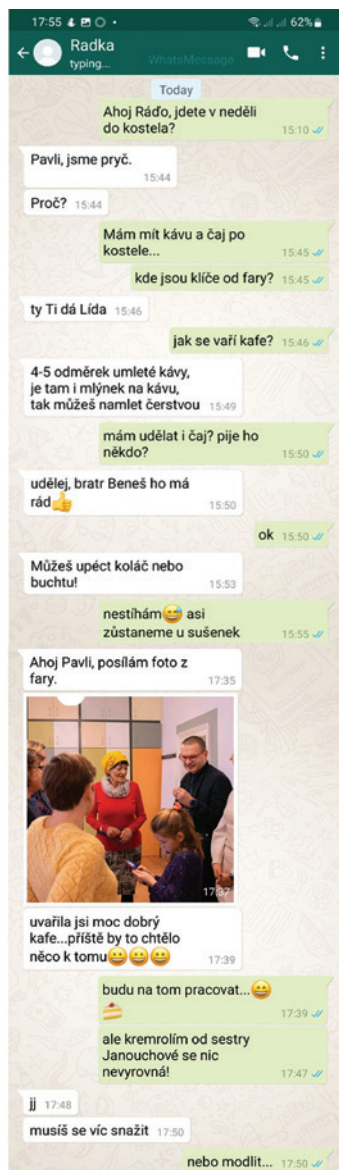 17:55
62%
Radka
typing...
WhatsMessage
Today
Ahoj Ráďo, jdete v neděli
do kostela?
15:10
Pavli, jsme pryč.
15:44
Proč? 15:44
Mám mít kávu a čaj po
kostele...
15:45
kde jsou klíče od fary? 15:45
ty Ti dá Lída 15:46
jak se vaří kafe? 15:46
4-5 odměrek umleté kávy,
je tam i mlýnek na kávu,
tak můžeš namlet čerstvou 15:49
mám udělat i čaj? pije ho
někdo?
15:50
udělej, bratr Beneš ho má
rád👍
15:50
ok 15:50
Můžeš upéct koláč nebo
buchtu!
15:53
nestíhám😅 asi
zůstaneme u sušenek
15:55
Ahoj Pavli, posílám foto z
fary.
17:35
17:37
uvařila jsi moc dobrý
kafe...příště by to chtělo
něco k tomu😀😀😀
17:39
budu na tom pracovat...😀
🍰
17:39
ale kremrolím od sestry
Janouchové se nic
nevyrovná!
17:47
jj 17:48
musíš se víc snažit 17:50
nebo modlit... 17:50